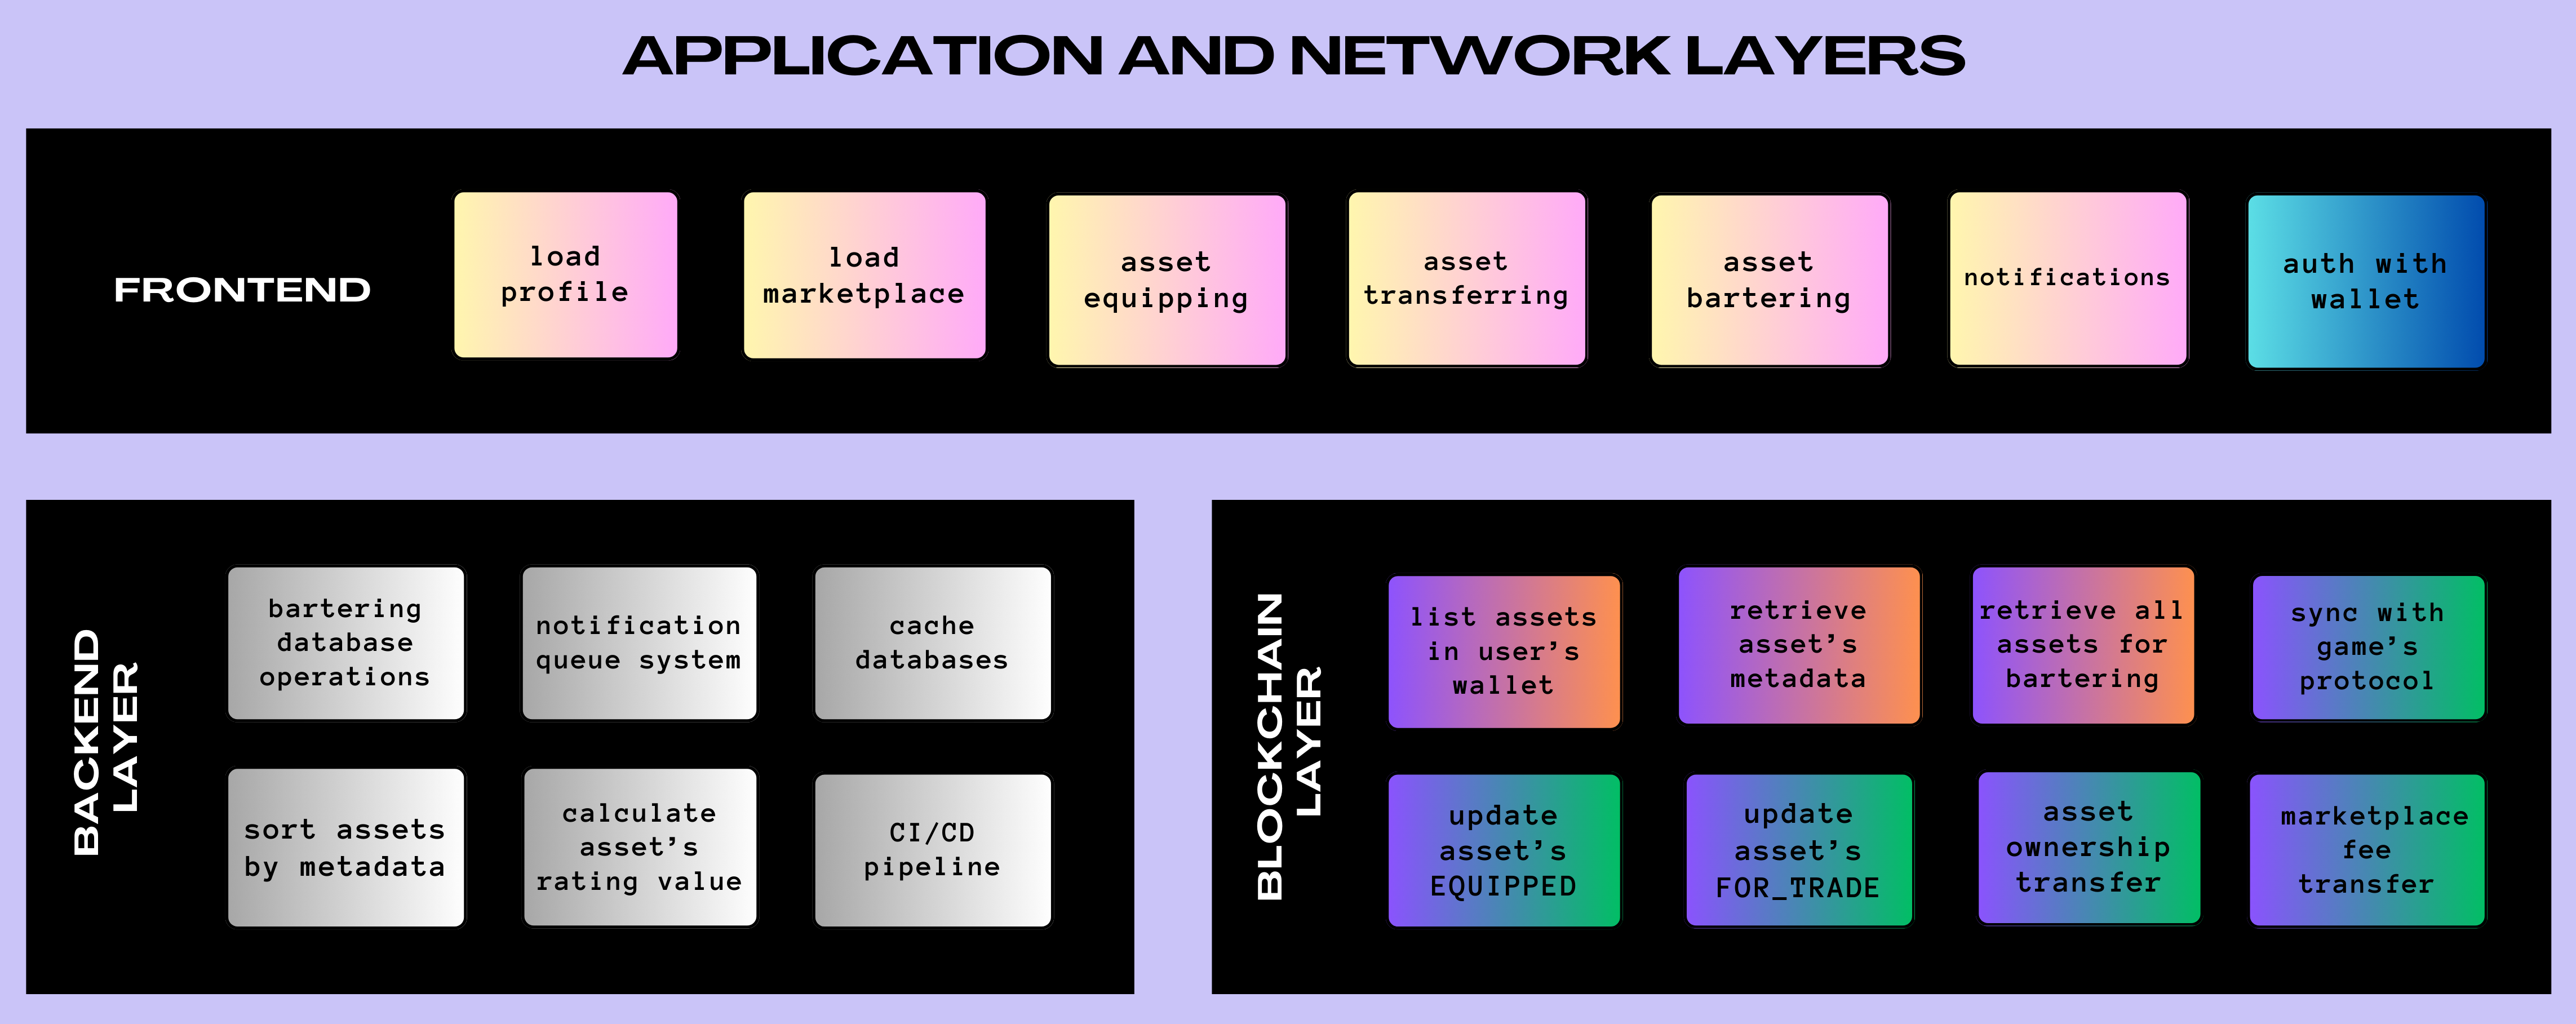 APPLICATION AND NETWORK LAYERS
FRONTEND
load
profile
load
marketplace
asset
equipping
asset
transferring
asset
bartering
notifications
auth with
wallet
BACKEND
LAYER
bartering
database
operations
notification
queue system
cache
databases
sort assets
by metadata
calculate
asset’s
rating value
CI/CD
pipeline
BLOCKCHAIN
LAYER
list assets
in user’s
wallet
retrieve
asset’s
metadata
retrieve all
assets for
bartering
sync with
game’s
protocol
update
asset’s
EQUIPPED
update
asset’s
FOR_TRADE
asset
ownership
transfer
marketplace
fee
transfer